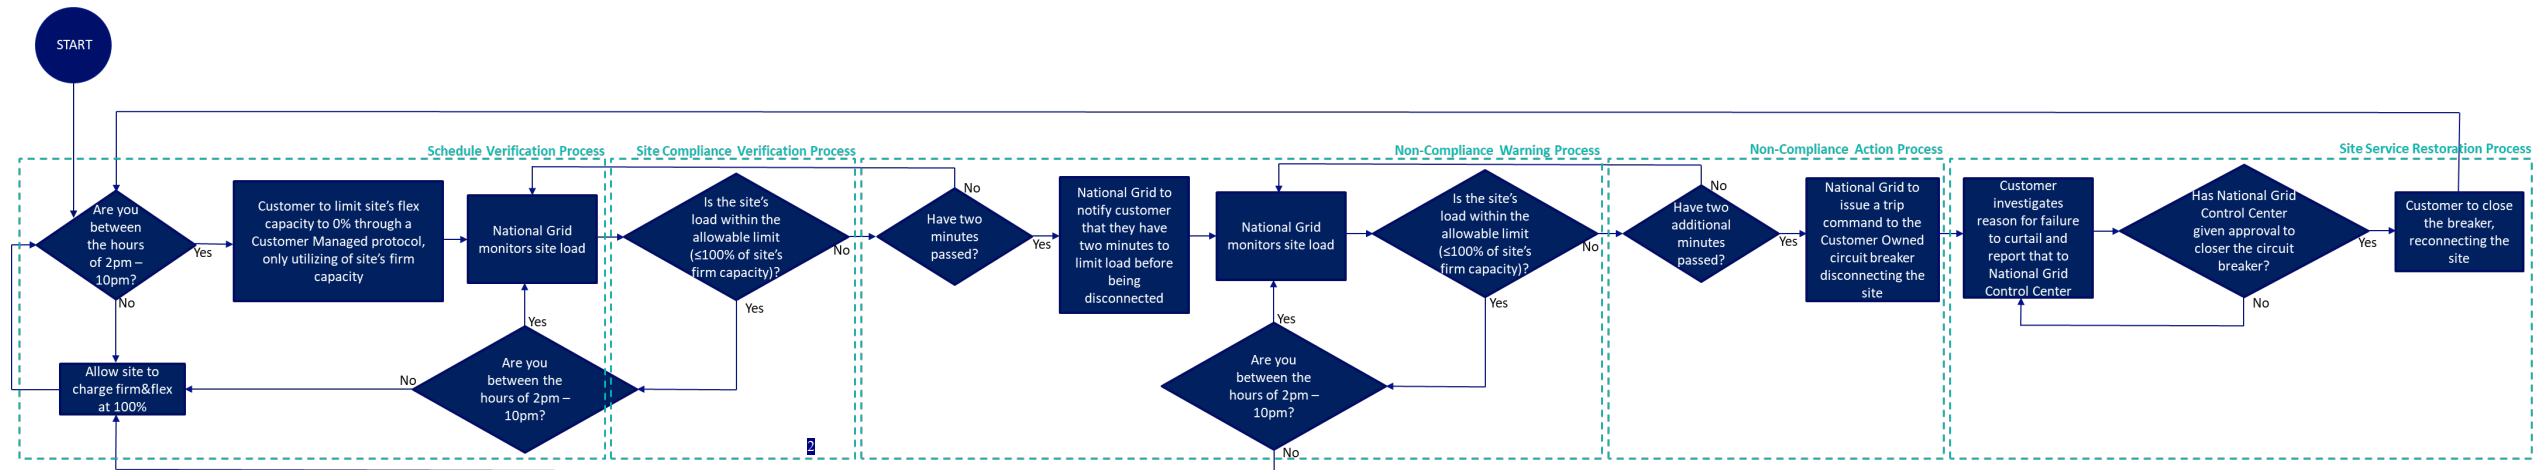 START
Schedule Verification Process
Site Compliance Verification Process
Non-Compliance Warning Process
Non-Compliance Action Process
Site Service Restoration Process
Are you
between
the hours
of 2pm –
10pm?
Yes
No
Customer to limit site's flex
capacity to 0% through a
Customer Managed protocol,
only utilizing of site's firm
capacity
National Grid
monitors site load
Allow site to
charge firm&flex
at 100%
Are you
between the
hours of 2pm –
10pm?
Yes
No
Is the site's
load within the
allowable limit
(≤100% of site's
firm capacity)?
No
Yes
2
Have two
minutes
passed?
No
Yes
National Grid to
notify customer
that they have
two minutes to
limit load before
being
disconnected
National Grid
monitors site load
Are you
between the
hours of 2pm –
10pm?
Yes
No
Is the site's
load within the
allowable limit
(≤100% of site's
firm capacity)?
No
Yes
Have two
additional
minutes
passed?
No
Yes
National Grid to
issue a trip
command to the
Customer Owned
circuit breaker
disconnecting the
site
Customer
investigates
reason for failure
to curtail and
report that to
National Grid
Control Center
Has National Grid
Control Center
given approval to
closer the circuit
breaker?
Yes
No
Customer to close
the breaker,
reconnecting the
site